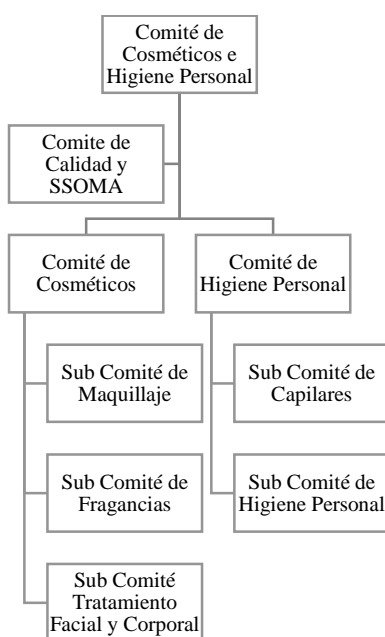 Comité de
Cosméticos e
Higiene Personal
Comite de
Calidad y
SSOMA
Comité de
Cosméticos
Comité de
Higiene Personal
Sub Comité de
Maquillaje
Sub Comité de
Capilares
Sub Comité de
Fragancias
Sub Comité de
Higiene Personal
Sub Comité
Tratamiento
Facial y Corporal